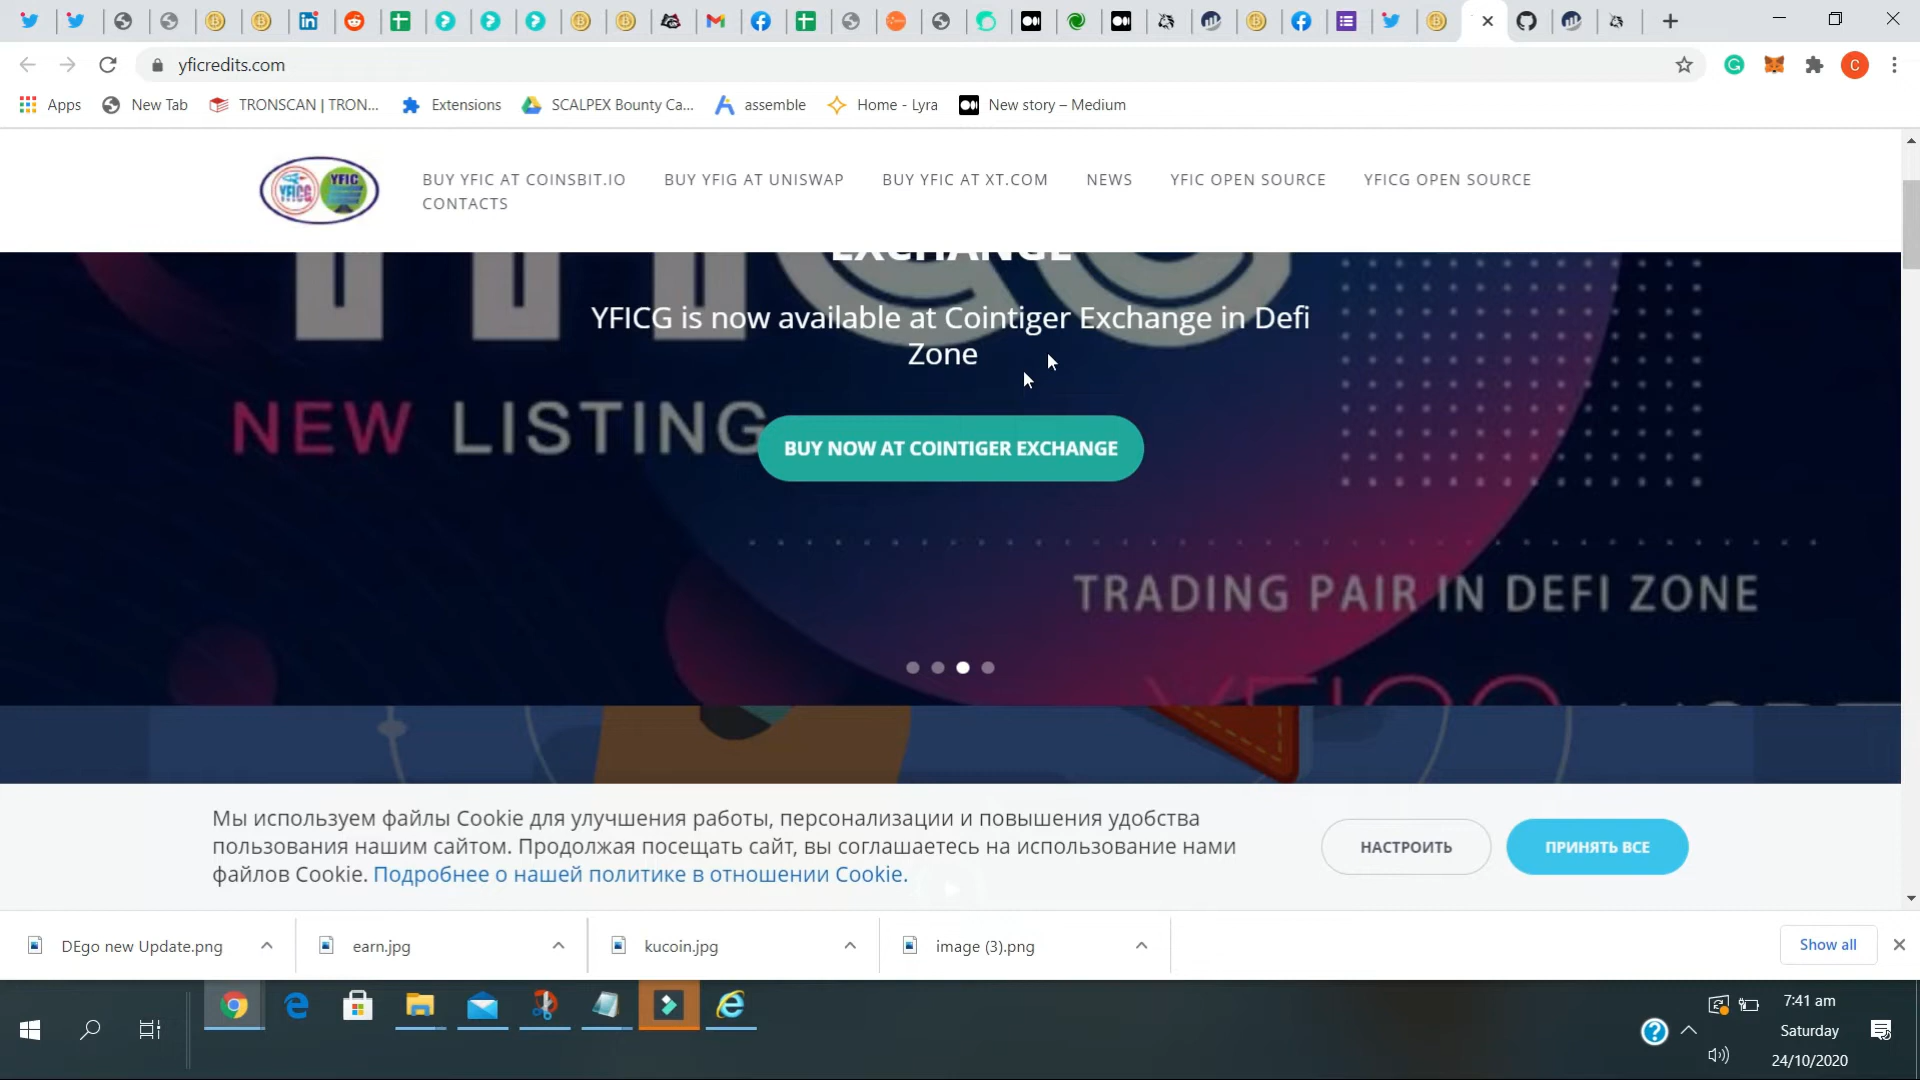 yficredits.com
Apps
New Tab
TRONSCAN | TRON...
Extensions
SCALPEX Bounty Ca...
assemble
Home - Lyra
New story – Medium
YFICG YFIC
BUY YFIC AT COINSBIT.IO
BUY YFIG AT UNISWAP
BUY YFIC AT XT.COM
NEWS
YFIC OPEN SOURCE
YFICG OPEN SOURCE
CONTACTS
EXCHANGE
YFICG is now available at Cointiger Exchange in Defi
Zone
NEW LISTING
BUY NOW AT COINTIGER EXCHANGE
TRADING PAIR IN DEFI ZONE
Мы используем файлы Cookie для улучшения работы, персонализации и повышения удобства
пользования нашим сайтом. Продолжая посещать сайт, вы соглашаетесь на использование нами
файлов Cookie. Подробнее о нашей политике в отношении Cookie.
НАСТРОИТЬ
ПРИНЯТЬ ВСЕ
DEgo new Update.png
earn.jpg
kucoin.jpg
image (3).png
Show all
7:41 am
Saturday
24/10/2020